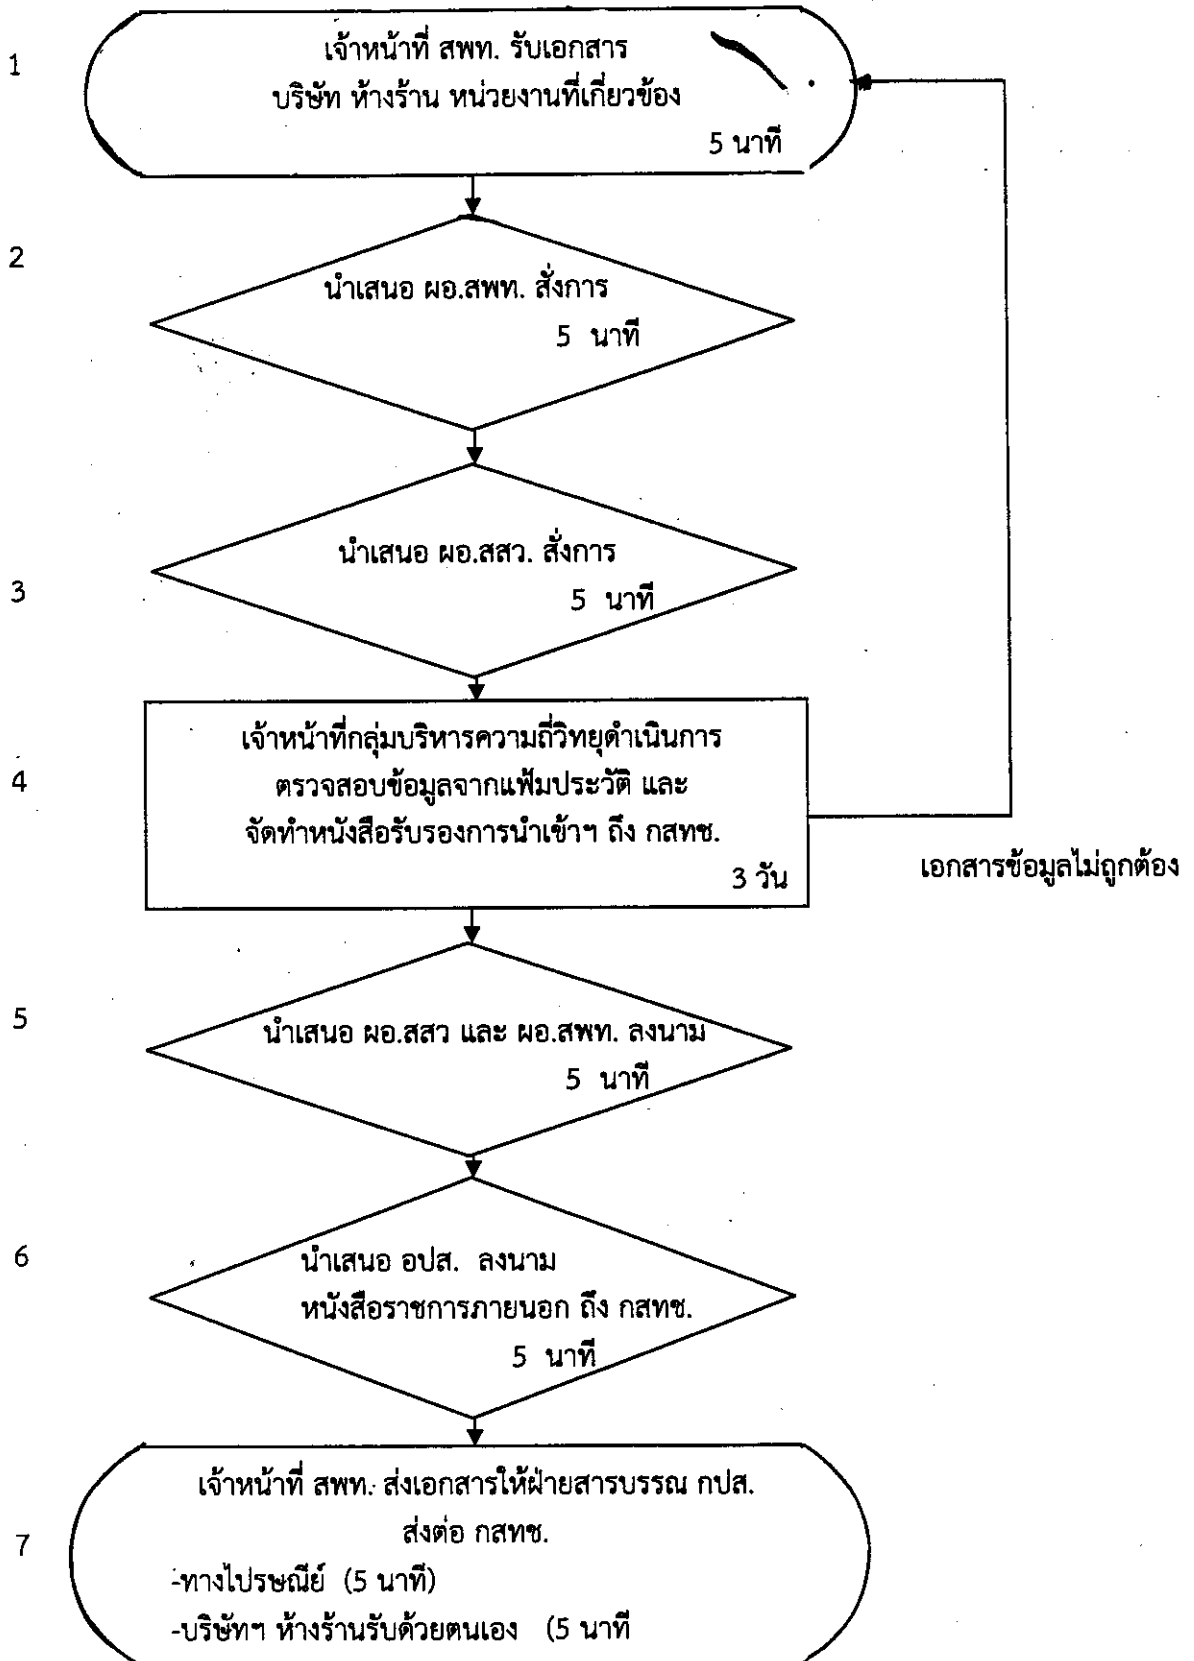 1
เจ้าหน้าที่ สพท. รับเอกสาร
บริษัท ห้างร้าน หน่วยงานที่เกี่ยวข้อง
5 นาที
2
นำเสนอ ผอ.สพท. สั่งการ
5 นาที
3
นำเสนอ ผอ.สสว. สั่งการ
5 นาที
4
เจ้าหน้าที่กลุ่มบริหารความถี่วิทยุดำเนินการ
ตรวจสอบข้อมูลจากแฟ้มประวัติ และ
จัดทำหนังสือรับรองการนำเข้าฯ ถึง กสทช.
3 วัน
เอกสารข้อมูลไม่ถูกต้อง
5
นำเสนอ ผอ.สสว และ ผอ.สพท. ลงนาม
5 นาที
6
นำเสนอ อปส. ลงนาม
หนังสือราชการภายนอก ถึง กสทช.
5 นาที
7
เจ้าหน้าที่ สพท. ส่งเอกสารให้ฝ่ายสารบรรณ กปส.
ส่งต่อ กสทช.
-ทางไปรษณีย์ (5 นาที)
-บริษัทฯ ห้างร้านรับด้วยตนเอง (5 นาที